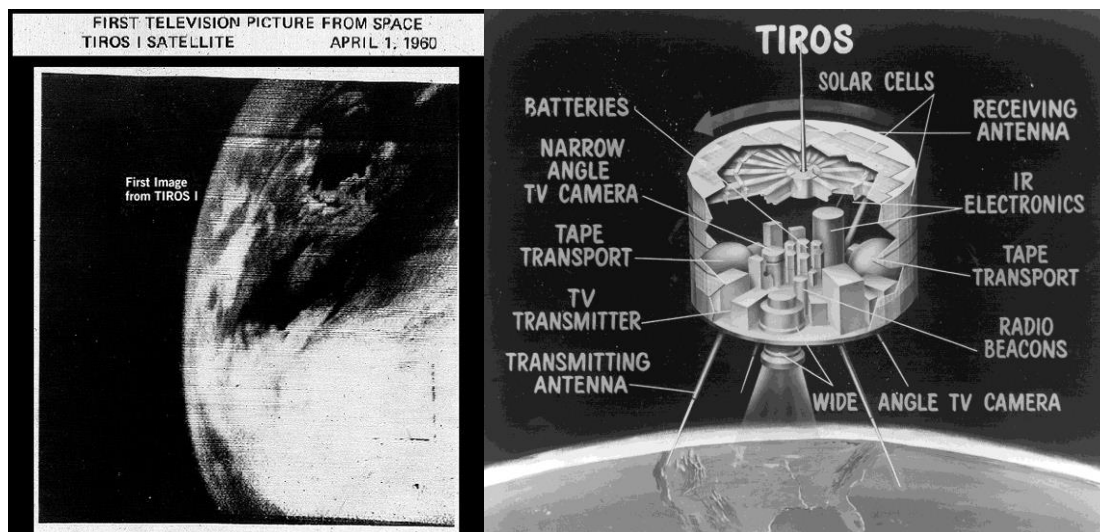 FIRST TELEVISION PICTURE FROM SPACE
TIROS I SATELLITE APRIL 1, 1960
First Image
from TIROS I
TIROS
SOLAR CELLS
BATTERIES
RECEIVING
ANTENNA
NARROW
ANGLE
TV CAMERA
IR
ELECTRONICS
TAPE
TRANSPORT
TAPE
TRANSPORT
TV
TRANSMITTER
RADIO
BEACONS
TRANSMITTING
ANTENNA
WIDE ANGLE TV CAMERA